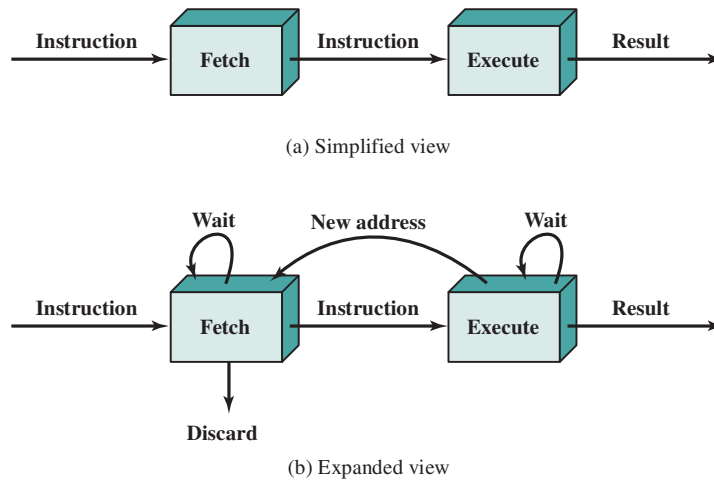 Instruction
Fetch
Instruction
Execute
Result
(a) Simplified view
Wait
New address
Wait
Instruction
Fetch
Instruction
Execute
Result
Discard
(b) Expanded view